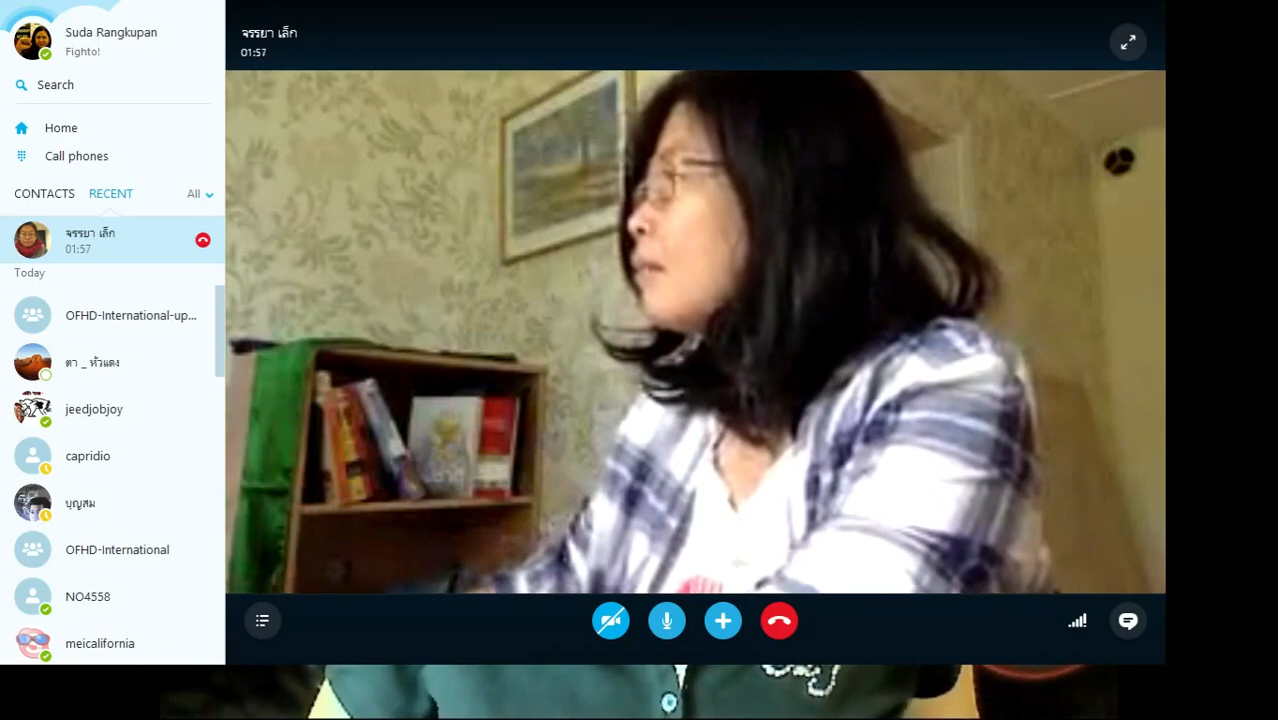 Suda Rangkupan
Fighto!
Search
Home
Call phones
CONTACTS RECENT All
จรรยา เล็ก
01:57
Today
OFHD-International-up...
ตา _ หัวแดง
jeedjobjoy
capridio
บุญสม
OFHD-International
NO4558
meicalifornia
จรรยา เล็ก
01:57